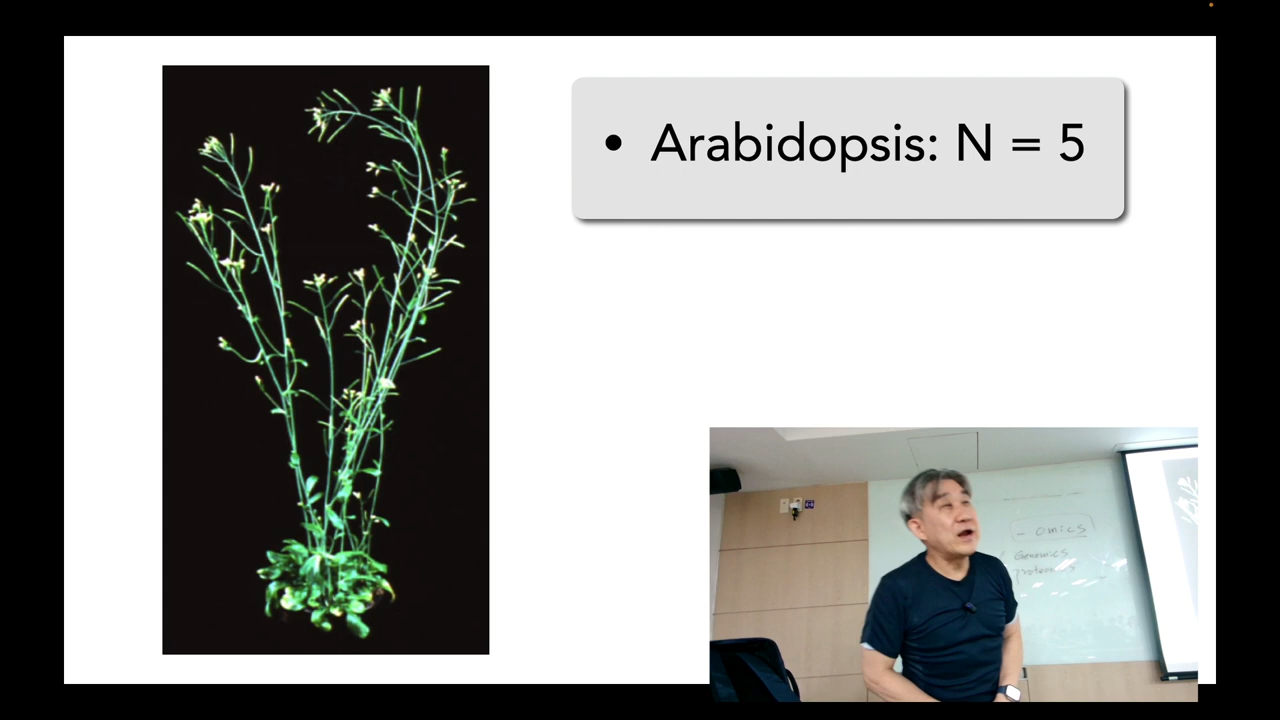 • Arabidopsis: N = 5
- omics
Genomics